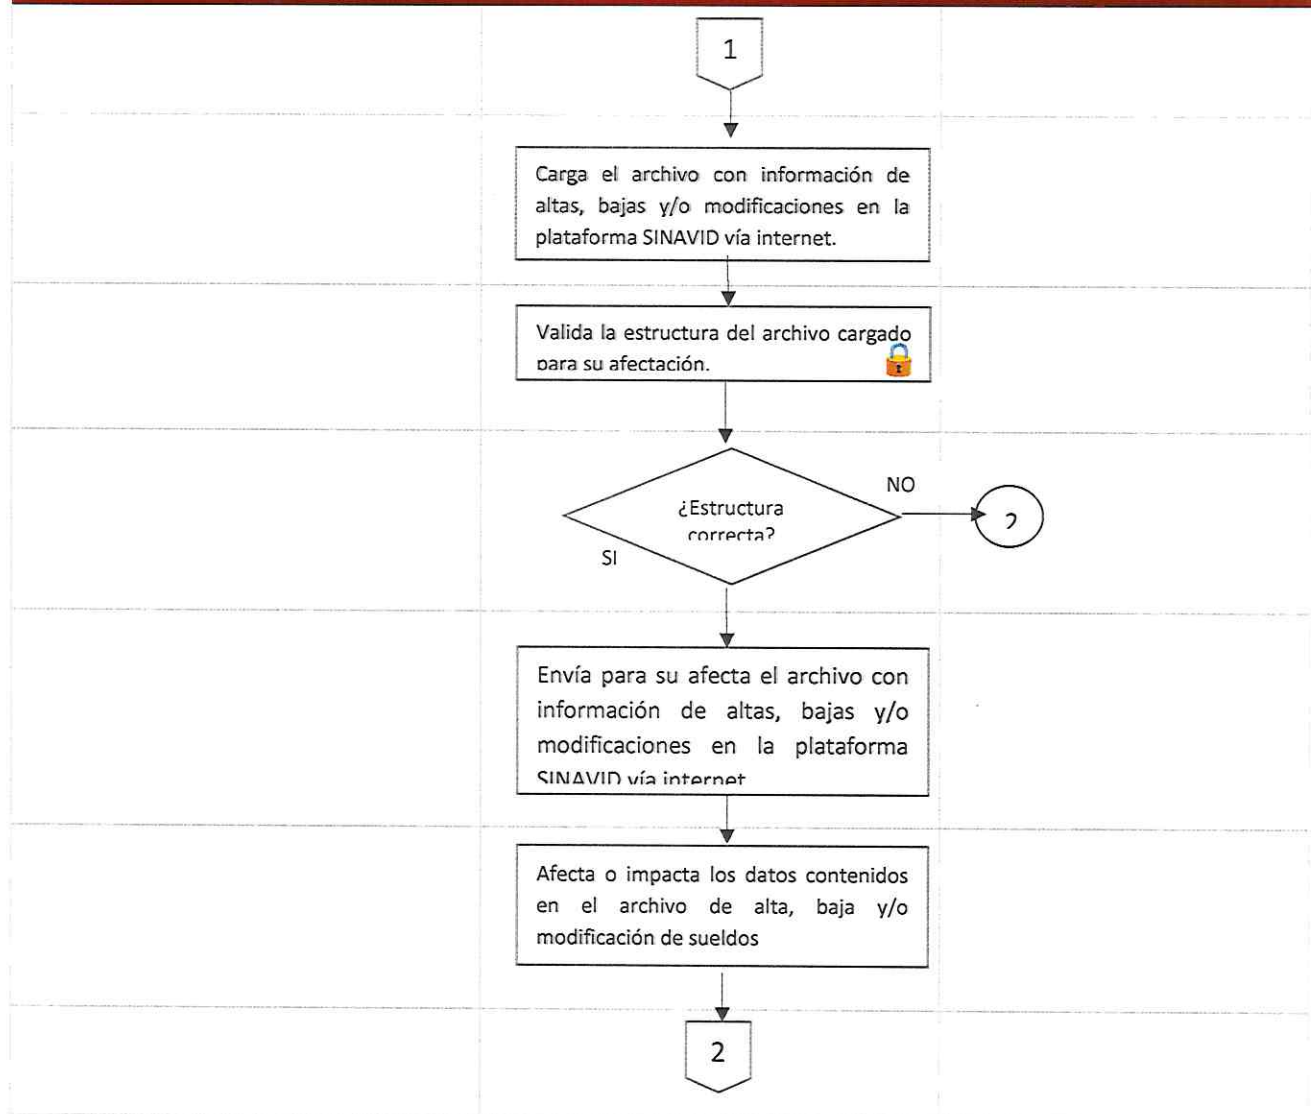 1
Carga el archivo con información de
altas, bajas y/o modificaciones en la
plataforma SINAVID vía internet.
Valida la estructura del archivo cargado
para su afectación.
¿Estructura
correcta?
NO
2
SI
Envía para su afecta el archivo con
información de altas, bajas y/o
modificaciones en la plataforma
SINAVID vía internet
Afecta o impacta los datos contenidos
en el archivo de alta, baja y/o
modificación de sueldos
2